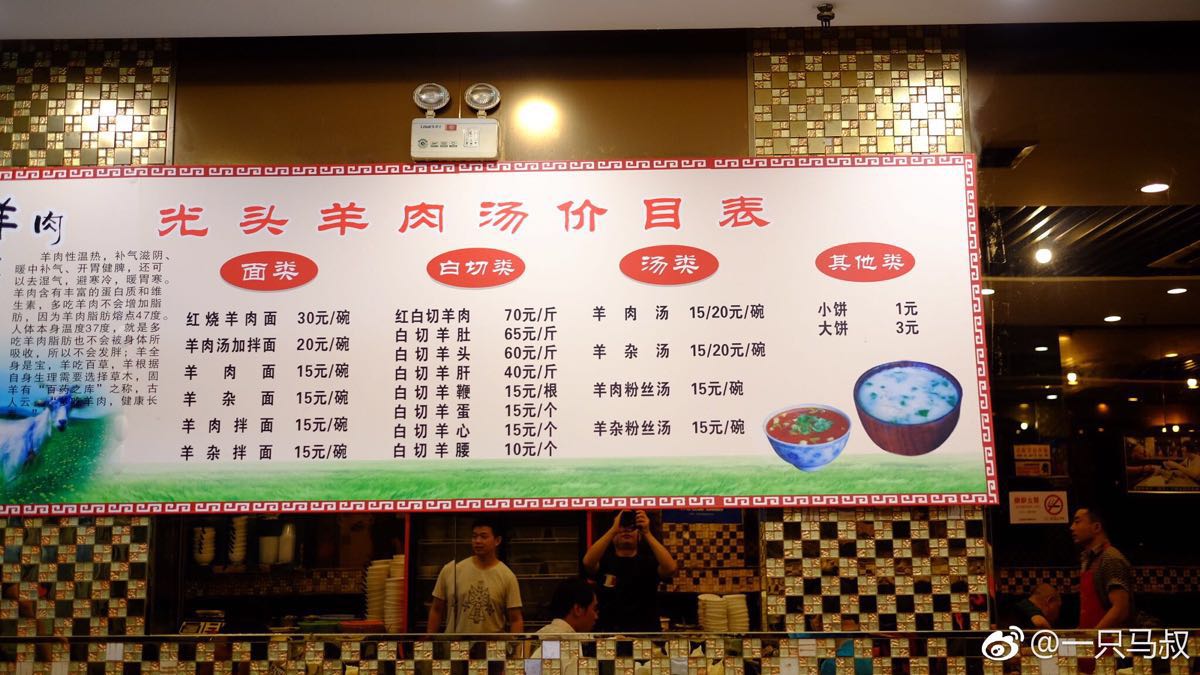 羊肉
光头羊肉汤价目表
羊肉性温热，补气滋阴、
暖中补气、开胃健脾，还可
以去湿气，避寒冷，暖胃寒。
羊肉含有丰富的蛋白质和维
生素，多吃羊肉不会增加脂
肪，因为羊肉脂肪熔点47度。
人体本身温度37度，就是多
吃羊肉脂肪也不会被身体所
吸收，所以不会发胖；羊全
身是宝，羊吃百草，羊根据
自身生理需要选择草木，固
羊有“百药之库”之称，古
人云 吃羊肉，健康长
面类
红烧羊肉面 30元/碗
羊肉汤加拌面 20元/碗
羊肉面 15元/碗
羊杂面 15元/碗
羊肉拌面 15元/碗
羊杂拌面 15元/碗
白切类
红白切羊肉 70元/斤
白切羊肚 65元/斤
白切羊头 60元/斤
白切羊肝 40元/斤
白切羊鞭 15元/根
白切羊蛋 15元/个
白切羊心 15元/个
白切羊腰 10元/个
汤类
羊肉汤 15/20元/碗
羊杂汤 15/20元/碗
羊肉粉丝汤 15元/碗
羊杂粉丝汤 15元/碗
其他类
小饼 1元
大饼 3元
@一只马叔